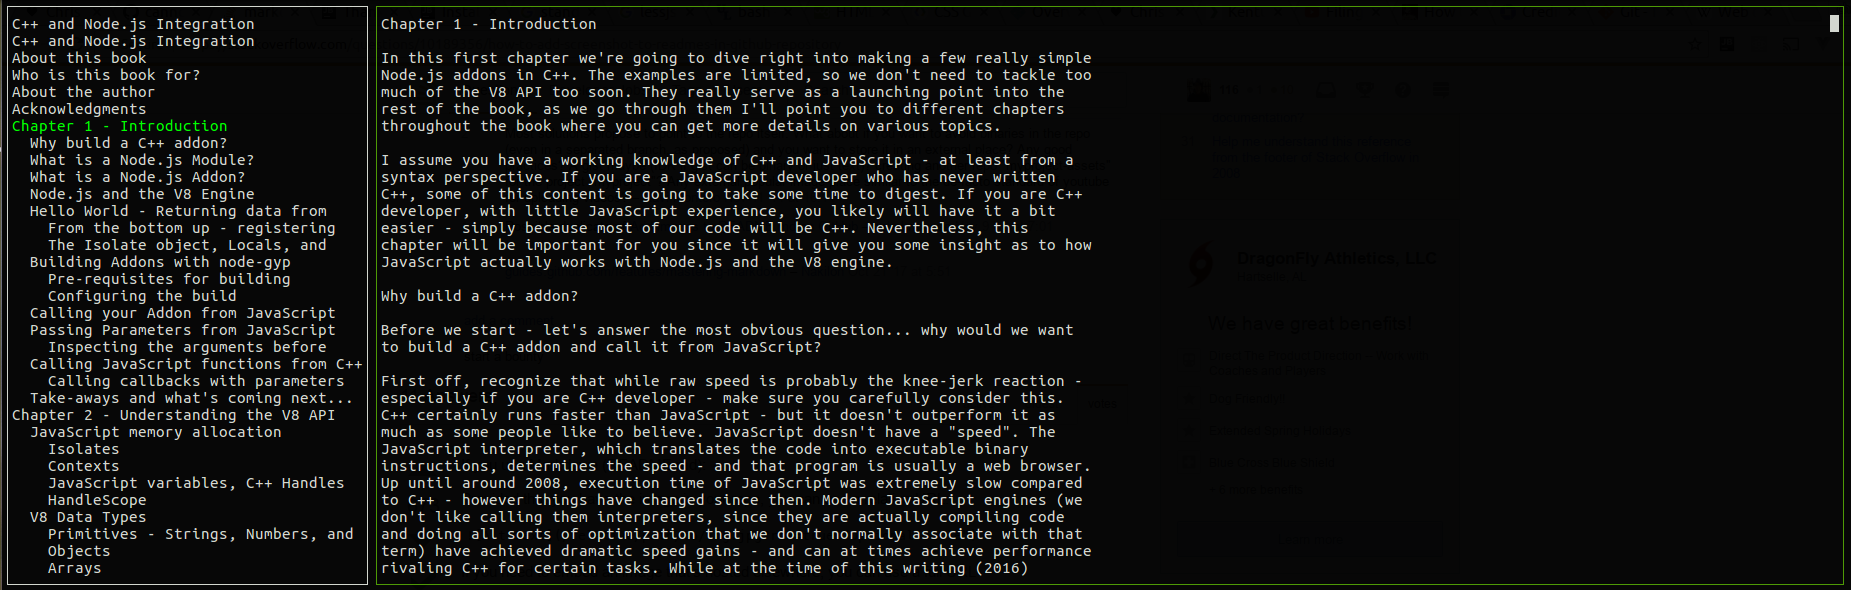 C++ and Node.js Integration
C++ and Node.js Integration
About this book
Who is this book for?
About the author
Acknowledgments
Chapter 1 - Introduction
Why build a C++ addon?
What is a Node.js Module?
What is a Node.js Addon?
Node.js and the V8 Engine
Hello World - Returning data from
From the bottom up - registering
The Isolate object, Locals, and
Building Addons with node-gyp
Pre-requisites for building
Configuring the build
Calling your Addon from JavaScript
Passing Parameters from JavaScript
Inspecting the arguments before
Calling JavaScript functions from C++
Calling callbacks with parameters
Take-aways and what's coming next...
Chapter 2 - Understanding the V8 API
JavaScript memory allocation
Isolates
Contexts
JavaScript variables, C++ Handles
HandleScope
V8 Data Types
Primitives - Strings, Numbers, and
Objects
Arrays
Chapter 1 - Introduction
In this first chapter we're going to dive right into making a few really simple
Node.js addons in C++. The examples are limited, so we don't need to tackle too
much of the V8 API too soon. They really serve as a launching point into the
rest of the book, as we go through them I'll point you to different chapters
throughout the book where you can get more details on various topics.
I assume you have a working knowledge of C++ and JavaScript - at least from a
syntax perspective. If you are a JavaScript developer who has never written
C++, some of this content is going to take some time to digest. If you are C++
developer, with little JavaScript experience, you likely will have it a bit
easier - simply because most of our code will be C++. Nevertheless, this
chapter will be important for you since it will give you some insight as to how
JavaScript actually works with Node.js and the V8 engine.
Why build a C++ addon?
Before we start - let's answer the most obvious question... why would we want
to build a C++ addon and call it from JavaScript?
First off, recognize that while raw speed is probably the knee-jerk reaction -
especially if you are C++ developer - make sure you carefully consider this.
C++ certainly runs faster than JavaScript - but it doesn't outperform it as
much as some people like to believe. JavaScript doesn't have a "speed". The
JavaScript interpreter, which translates the code into executable binary
instructions, determines the speed - and that program is usually a web browser.
Up until around 2008, execution time of JavaScript was extremely slow compared
to C++ - however things have changed since then. Modern JavaScript engines (we
don't like calling them interpreters, since they are actually compiling code
and doing all sorts of optimization that we don't normally associate with that
term) have achieved dramatic speed gains - and can at times achieve performance
rivaling C++ for certain tasks. While at the time of this writing (2016)
DragonFly Athletics, LLC
We have great benefits!